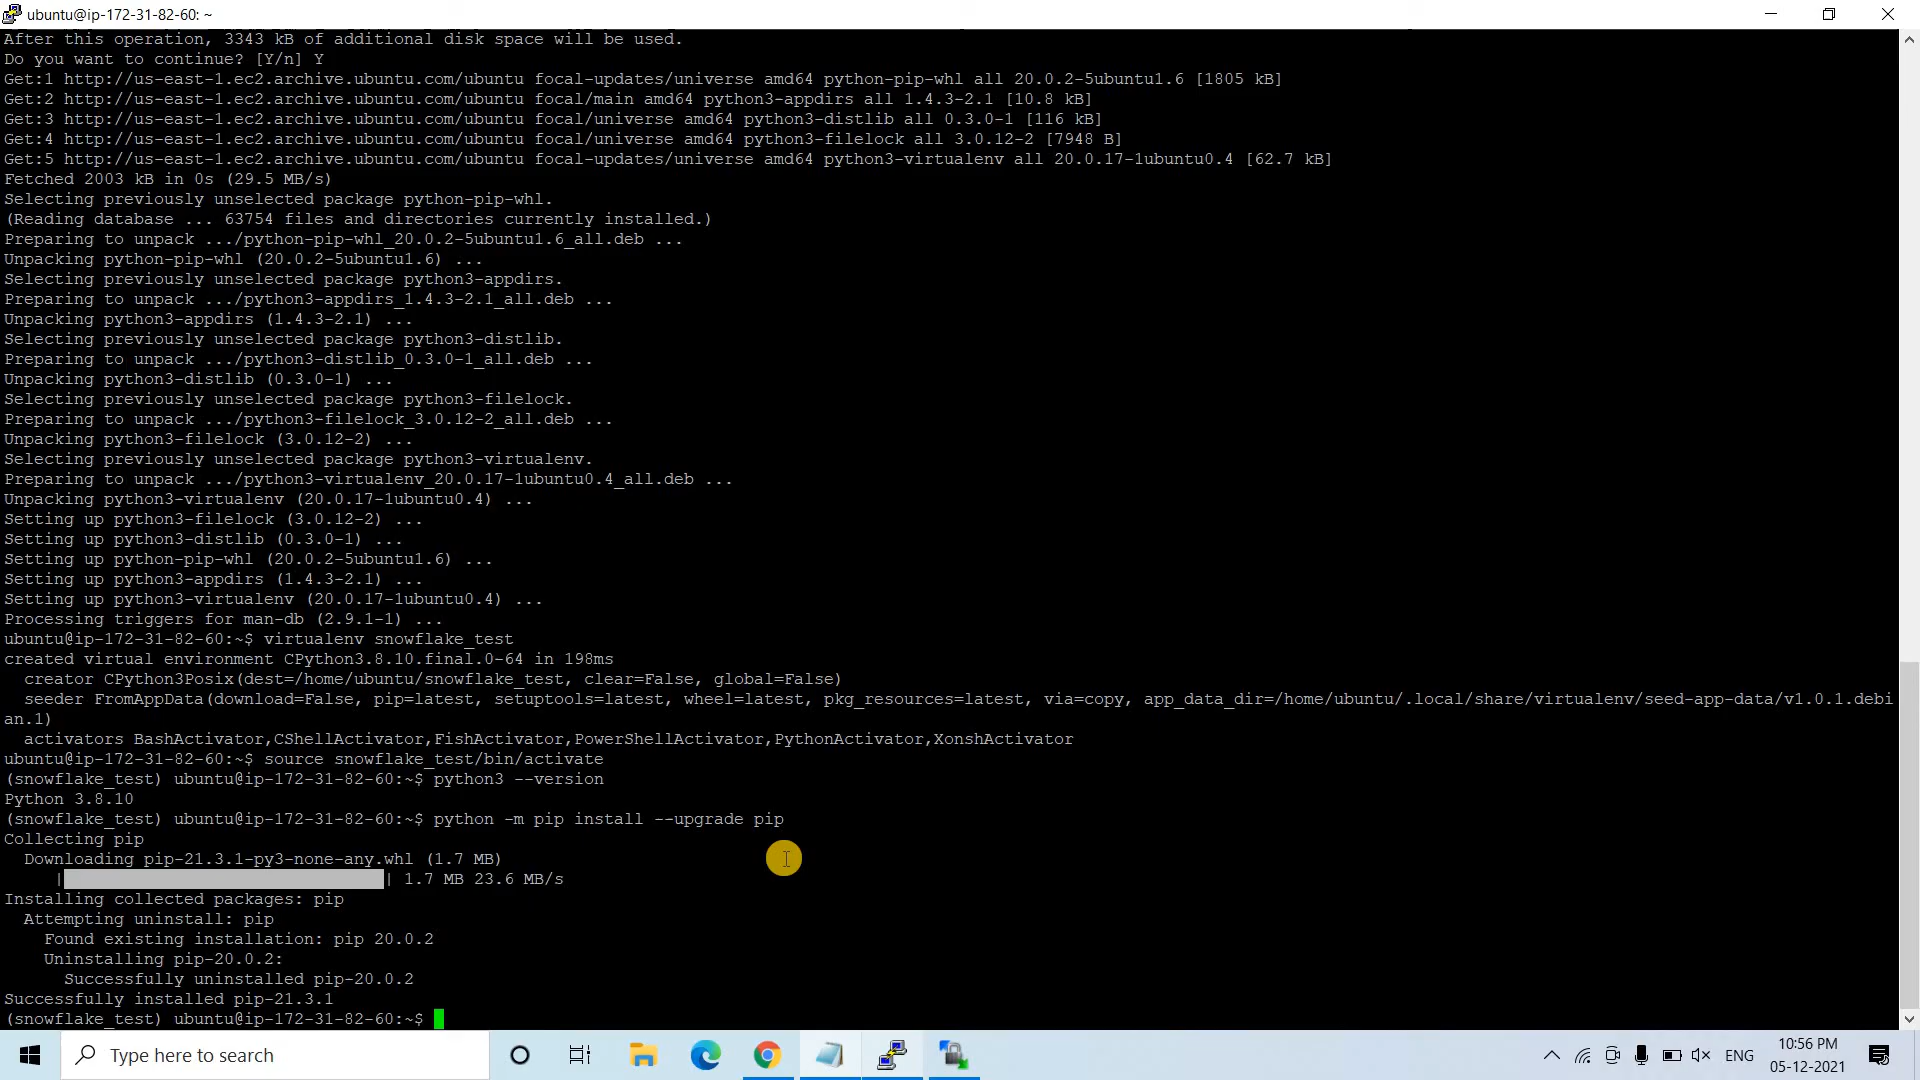 ubuntu@ip-172-31-82-60: ~
After this operation, 3343 kB of additional disk space will be used.
Do you want to continue? [Y/n] Y
Get:1 http://us-east-1.ec2.archive.ubuntu.com/ubuntu focal-updates/universe amd64 python-pip-whl all 20.0.2-5ubuntu1.6 [1805 kB]
Get:2 http://us-east-1.ec2.archive.ubuntu.com/ubuntu focal/main amd64 python3-appdirs all 1.4.3-2.1 [10.8 kB]
Get:3 http://us-east-1.ec2.archive.ubuntu.com/ubuntu focal/universe amd64 python3-distlib all 0.3.0-1 [116 kB]
Get:4 http://us-east-1.ec2.archive.ubuntu.com/ubuntu focal/universe amd64 python3-filelock all 3.0.12-2 [7948 B]
Get:5 http://us-east-1.ec2.archive.ubuntu.com/ubuntu focal-updates/universe amd64 python3-virtualenv all 20.0.17-1ubuntu0.4 [62.7 kB]
Fetched 2003 kB in 0s (29.5 MB/s)
Selecting previously unselected package python-pip-whl.
(Reading database ... 63754 files and directories currently installed.)
Preparing to unpack .../python-pip-whl_20.0.2-5ubuntu1.6_all.deb ...
Unpacking python-pip-whl (20.0.2-5ubuntu1.6) ...
Selecting previously unselected package python3-appdirs.
Preparing to unpack .../python3-appdirs_1.4.3-2.1_all.deb ...
Unpacking python3-appdirs (1.4.3-2.1) ...
Selecting previously unselected package python3-distlib.
Preparing to unpack .../python3-distlib_0.3.0-1_all.deb ...
Unpacking python3-distlib (0.3.0-1) ...
Selecting previously unselected package python3-filelock.
Preparing to unpack .../python3-filelock_3.0.12-2_all.deb ...
Unpacking python3-filelock (3.0.12-2) ...
Selecting previously unselected package python3-virtualenv.
Preparing to unpack .../python3-virtualenv_20.0.17-1ubuntu0.4_all.deb ...
Unpacking python3-virtualenv (20.0.17-1ubuntu0.4) ...
Setting up python3-filelock (3.0.12-2) ...
Setting up python3-distlib (0.3.0-1) ...
Setting up python-pip-whl (20.0.2-5ubuntu1.6) ...
Setting up python3-appdirs (1.4.3-2.1) ...
Setting up python3-virtualenv (20.0.17-1ubuntu0.4) ...
Processing triggers for man-db (2.9.1-1) ...
ubuntu@ip-172-31-82-60:~$ virtualenv snowflake_test
created virtual environment CPython3.8.10.final.0-64 in 198ms
  creator CPython3Posix(dest=/home/ubuntu/snowflake_test, clear=False, global=False)
  seeder FromAppData(download=False, pip=latest, setuptools=latest, wheel=latest, pkg_resources=latest, via=copy, app_data_dir=/home/ubuntu/.local/share/virtualenv/seed-app-data/v1.0.1.debi
an.1)
  activators BashActivator,CShellActivator,FishActivator,PowerShellActivator,PythonActivator,XonshActivator
ubuntu@ip-172-31-82-60:~$ source snowflake_test/bin/activate
(snowflake_test) ubuntu@ip-172-31-82-60:~$ python3 --version
Python 3.8.10
(snowflake_test) ubuntu@ip-172-31-82-60:~$ python -m pip install --upgrade pip
Collecting pip
  Downloading pip-21.3.1-py3-none-any.whl (1.7 MB)
     |████████████████████████████████| 1.7 MB 23.6 MB/s
Installing collected packages: pip
  Attempting uninstall: pip
    Found existing installation: pip 20.0.2
    Uninstalling pip-20.0.2:
      Successfully uninstalled pip-20.0.2
Successfully installed pip-21.3.1
(snowflake_test) ubuntu@ip-172-31-82-60:~$
Type here to search
ENG
10:56 PM
05-12-2021